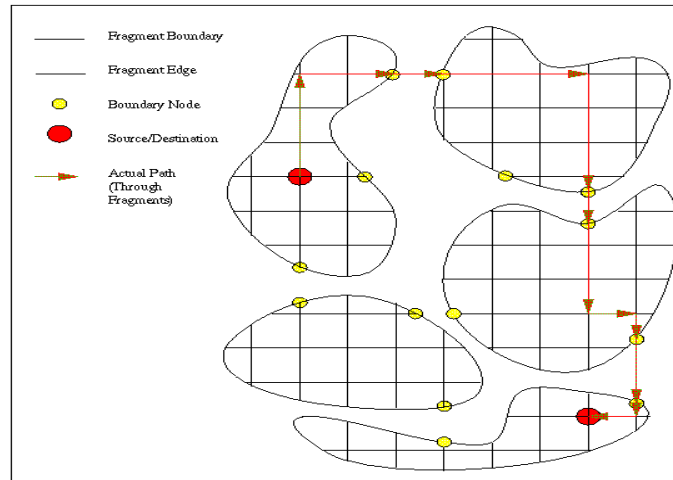 Fragment Boundary
Fragment Edge
Boundary Node
Source/Destination
Actual Path
(Through
Fragments)